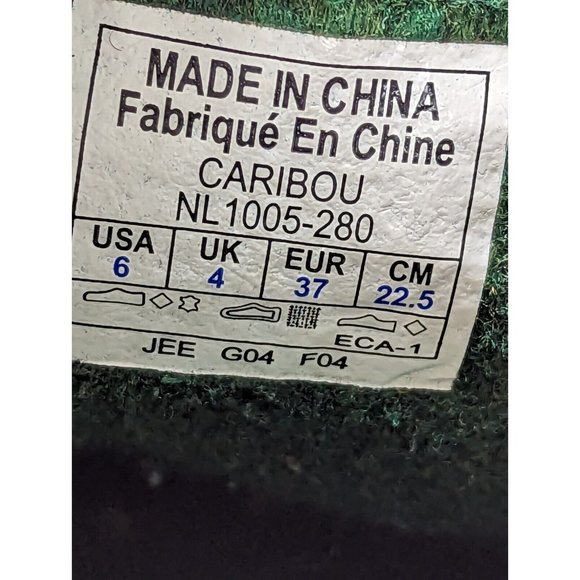 MADE IN CHINA
Fabriqué En Chine
CARIBOU
NL1005-280
USA UK EUR CM
6 4 37 22.5
ECA-1
JEE G04 F04